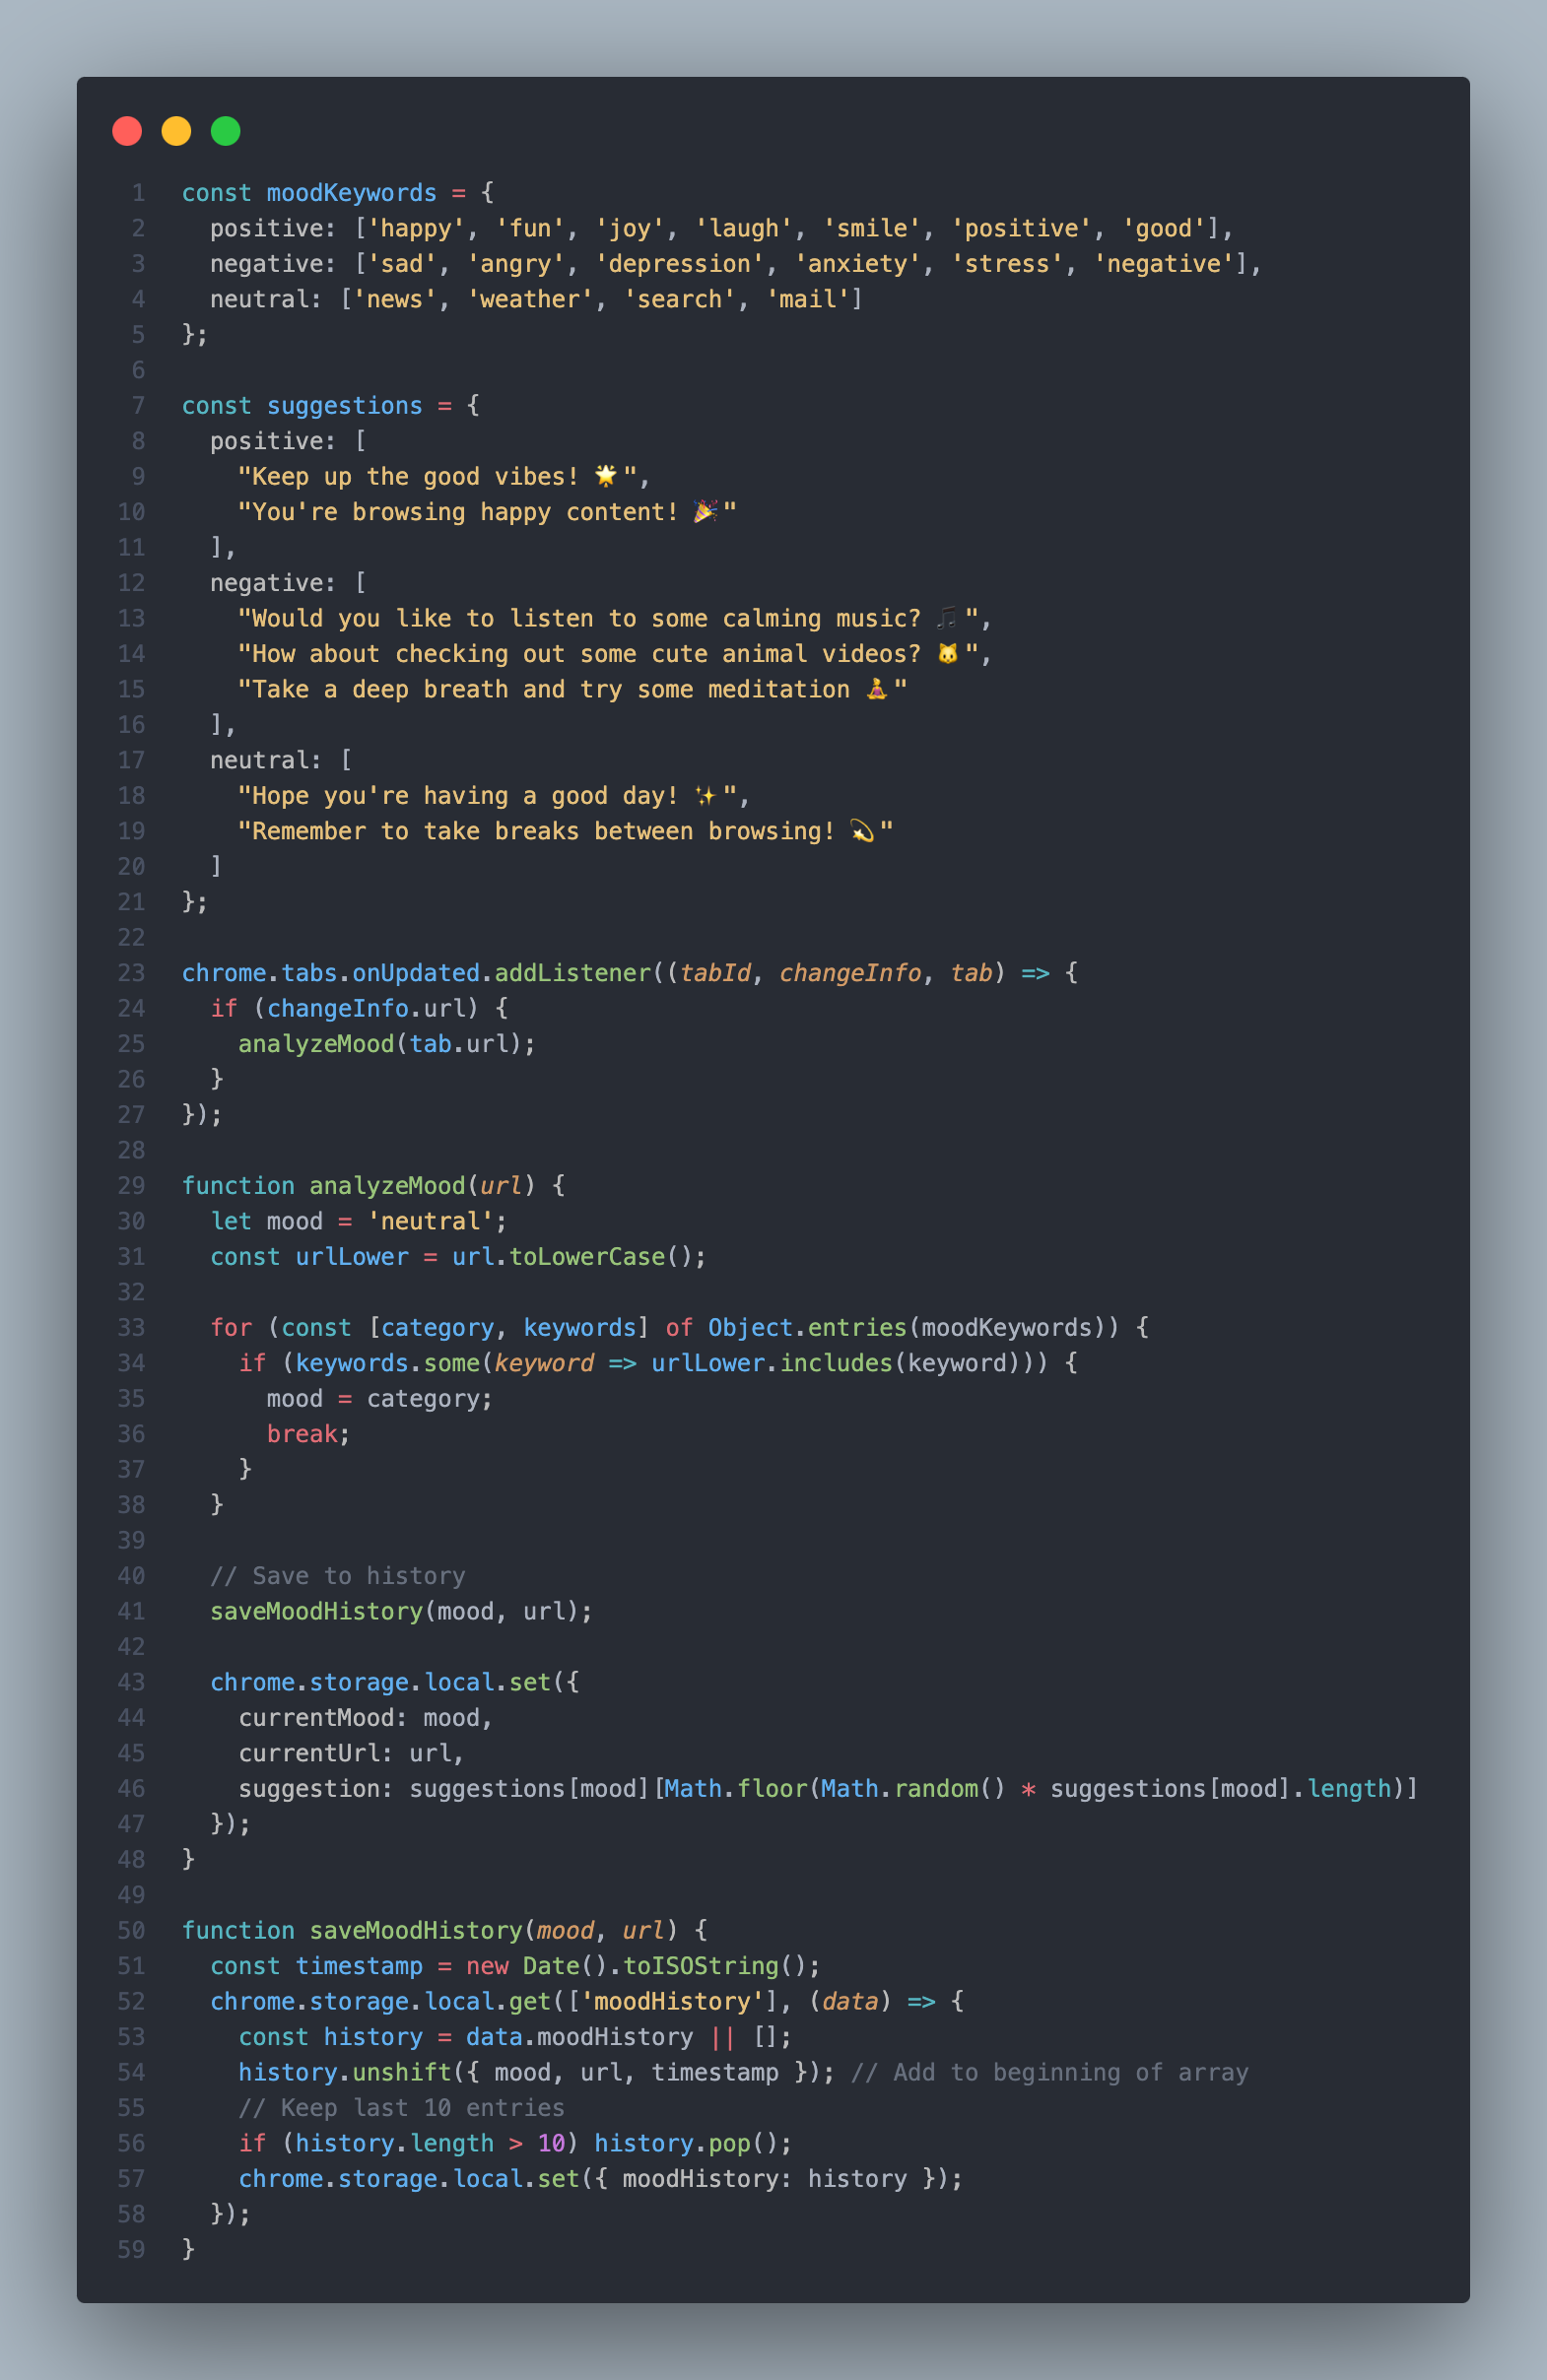 1 const moodKeywords = {
2   positive: ['happy', 'fun', 'joy', 'laugh', 'smile', 'positive', 'good'],
3   negative: ['sad', 'angry', 'depression', 'anxiety', 'stress', 'negative'],
4   neutral: ['news', 'weather', 'search', 'mail']
5 };
6
7 const suggestions = {
8   positive: [
9     "Keep up the good vibes! 🌟",
10     "You're browsing happy content! 🎉"
11   ],
12   negative: [
13     "Would you like to listen to some calming music? 🎵",
14     "How about checking out some cute animal videos? 🐱",
15     "Take a deep breath and try some meditation 🧘"
16   ],
17   neutral: [
18     "Hope you're having a good day! ✨",
19     "Remember to take breaks between browsing! 💫"
20   ]
21 };
22
23 chrome.tabs.onUpdated.addListener((tabId, changeInfo, tab) => {
24   if (changeInfo.url) {
25     analyzeMood(tab.url);
26   }
27 });
28
29 function analyzeMood(url) {
30   let mood = 'neutral';
31   const urlLower = url.toLowerCase();
32
33   for (const [category, keywords] of Object.entries(moodKeywords)) {
34     if (keywords.some(keyword => urlLower.includes(keyword))) {
35       mood = category;
36       break;
37     }
38   }
39
40   // Save to history
41   saveMoodHistory(mood, url);
42
43   chrome.storage.local.set({
44     currentMood: mood,
45     currentUrl: url,
46     suggestion: suggestions[mood][Math.floor(Math.random() * suggestions[mood].length)]
47   });
48 }
49
50 function saveMoodHistory(mood, url) {
51   const timestamp = new Date().toISOString();
52   chrome.storage.local.get(['moodHistory'], (data) => {
53     const history = data.moodHistory || [];
54     history.unshift({ mood, url, timestamp }); // Add to beginning of array
55     // Keep last 10 entries
56     if (history.length > 10) history.pop();
57     chrome.storage.local.set({ moodHistory: history });
58   });
59 }